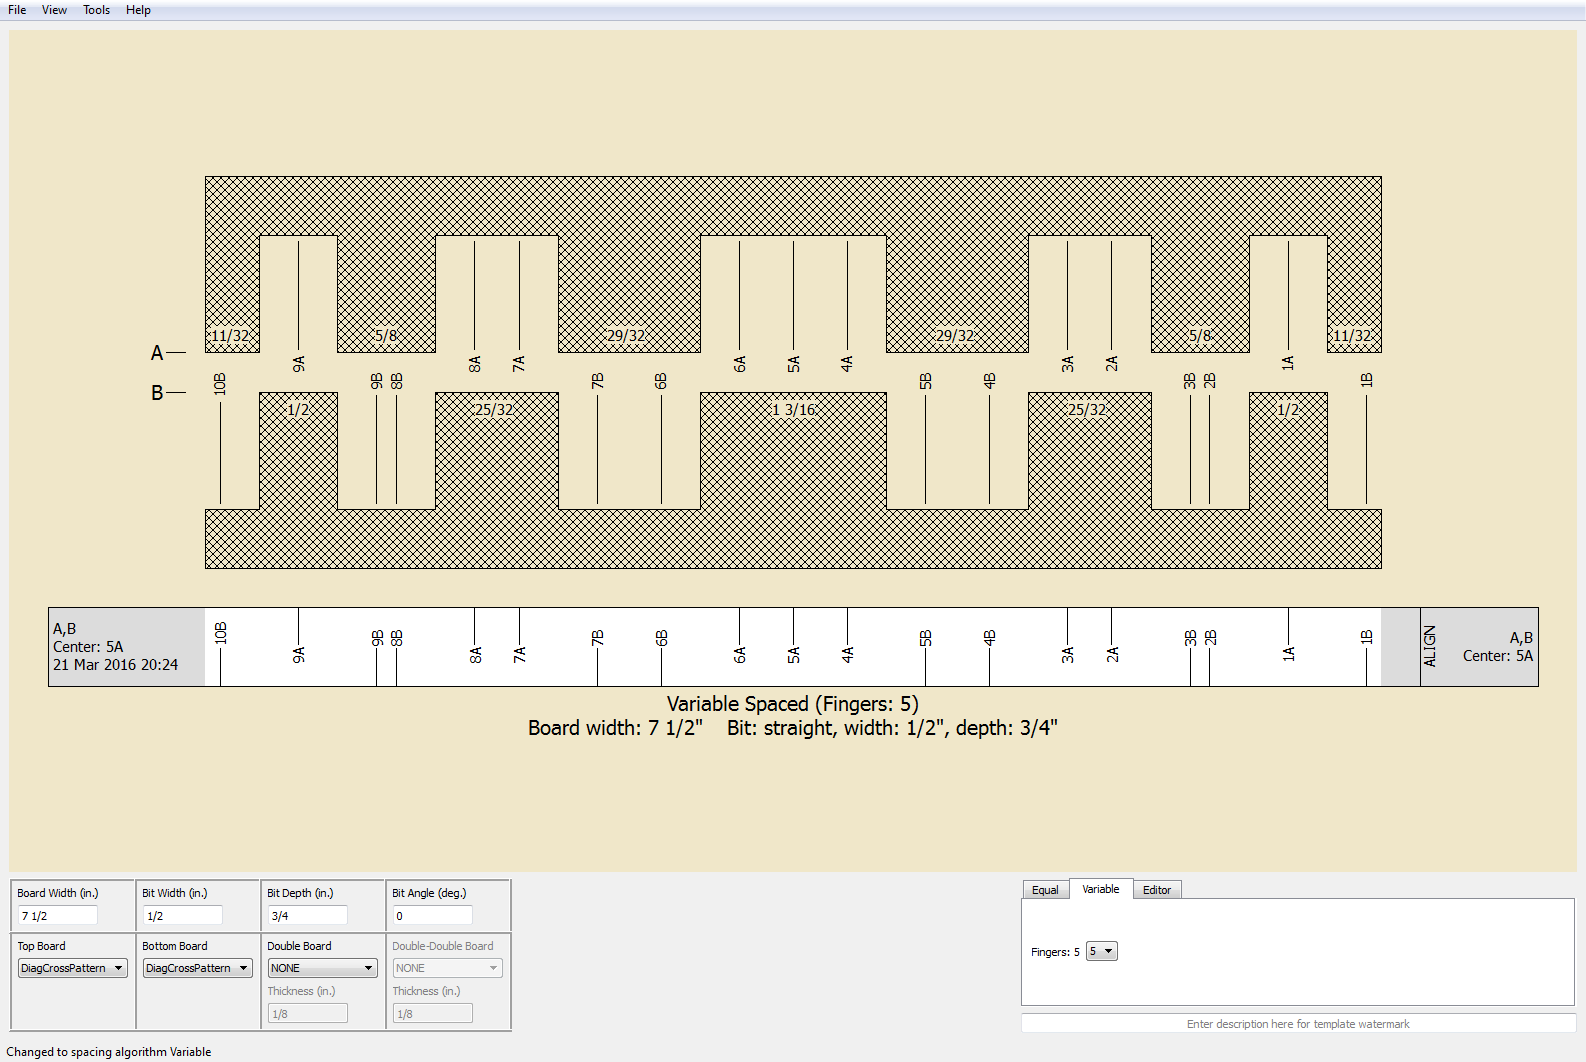 File View Tools Help
11/32 5/8 29/32 29/32 5/8 11/32
A
9A 8A 7A 6A 5A 4A 3A 2A 1A
10B 9B 8B 7B 6B 5B 4B 3B 2B 1B
B
1/2 25/32 1 3/16 25/32 1/2
A,B
Center: 5A
21 Mar 2016 20:24
10B 9A 9B 8B 8A 7A 7B 6B 6A 5A 4A 5B 4B 3A 2A 3B 2B 1A 1B
ALIGN
A,B
Center: 5A
Variable Spaced (Fingers: 5)
Board width: 7 1/2" Bit: straight, width: 1/2", depth: 3/4"
Board Width (in.) Bit Width (in.) Bit Depth (in.) Bit Angle (deg.)
7 1/2 1/2 3/4 0
Top Board Bottom Board Double Board Double-Double Board
DiagCrossPattern DiagCrossPattern NONE NONE
Thickness (in.) Thickness (in.)
1/8 1/8
Equal Variable Editor
Fingers: 5 5
Enter description here for template watermark
Changed to spacing algorithm Variable